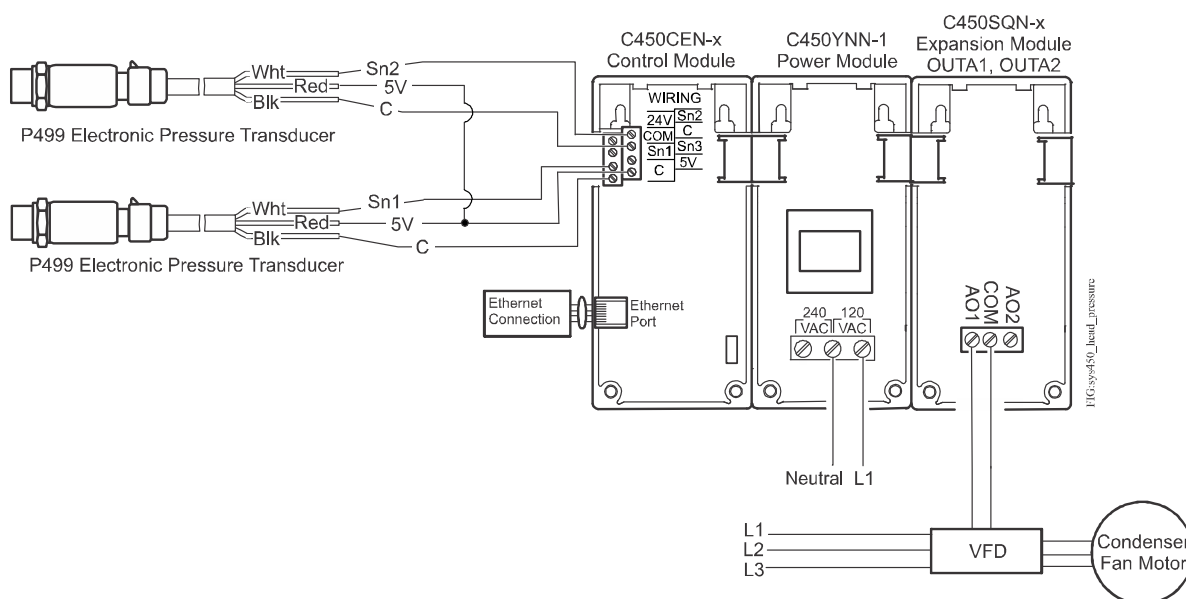 C450CEN-x
Control Module
C450YNN-1
Power Module
C450SQN-x
Expansion Module
OUTA1, OUTA2
Wht
Sn2
Red
5V
Blk
C
P499 Electronic Pressure Transducer
WIRING
24V
Sn2
COM
C
Sn1
Sn3
C
5V
Wht
Sn1
Red
5V
Blk
C
P499 Electronic Pressure Transducer
Ethernet
Connection
Ethernet
Port
240
VAC
120
VAC
AO1
COM
AO2
FIG:sys450_head_pressure
Neutral L1
L1
L2
L3
VFD
Condenser
Fan Motor